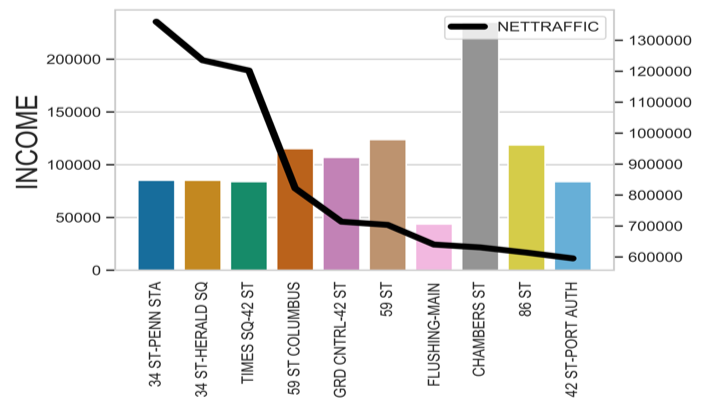 NETTRAFFIC
INCOME
200000
150000
100000
50000
0
1300000
1200000
1100000
1000000
900000
800000
700000
600000
34 ST-PENN STA
34 ST-HERALD SQ
TIMES SQ-42 ST
59 ST COLUMBUS
GRD CNTRL-42 ST
59 ST
FLUSHING-MAIN
CHAMBERS ST
86 ST
42 ST-PORT AUTH